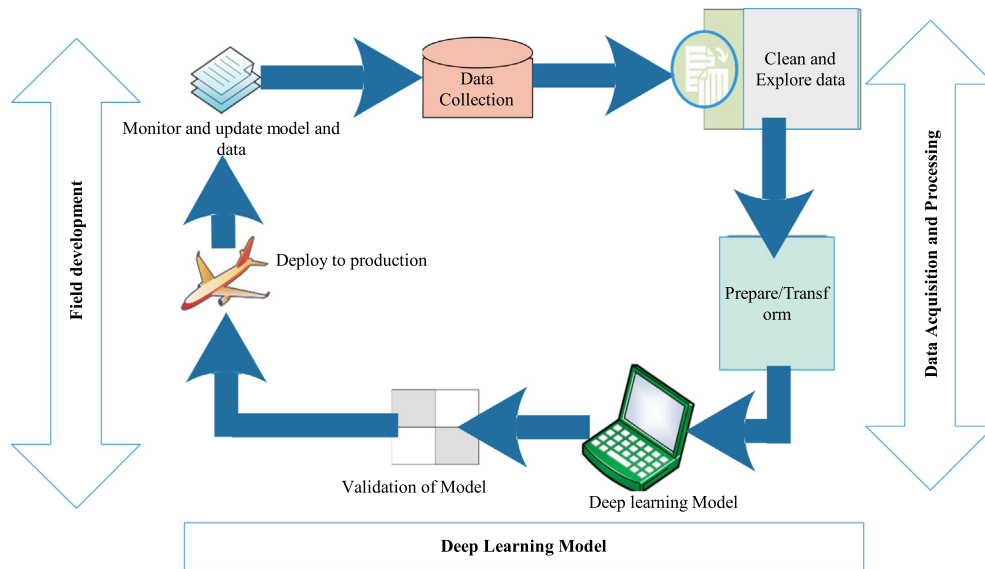 Data
Collection
Clean and
Explore data
Monitor and update model and
data
Field development
Data Acquisition and Processing
Deploy to production
Prepare/Transf
orm
Validation of Model
Deep learning Model
Deep Learning Model